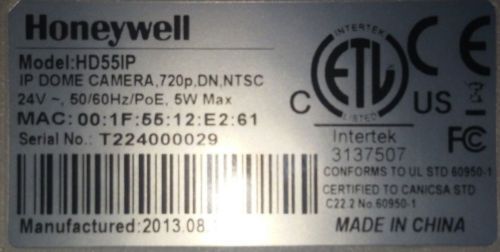 Honeywell
Model:HD55IP
IP DOME CAMERA,720p,DN,NTSC
24V ~, 50/60Hz/PoE, 5W Max
MAC: 00:1F:55:12:E2:61
Serial No.: T224000029
Manufactured:2013.08
INTERTEK
ETL
LISTED
C US
CE
Intertek
3137507
FC
CONFORMS TO UL STD 60950-1
CERTIFIED TO CANICSA STD
C22.2 No.60950-1
MADE IN CHINA